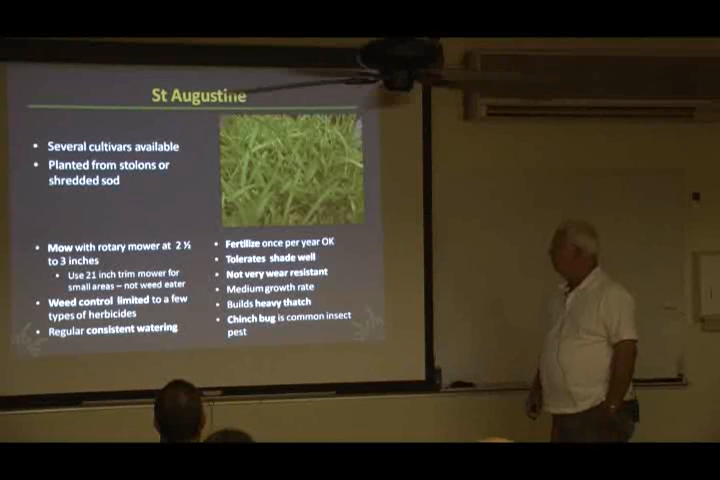 St Augustine
• Several cultivars available
• Planted from stolons or
shredded sod
• Mow with rotary mower at 2 ½
to 3 inches
• Use 21 inch trim mower for
small areas – not weed eater
• Weed control limited to a few
types of herbicides
• Regular consistent watering
• Fertilize once per year OK
• Tolerates shade well
• Not very wear resistant
• Medium growth rate
• Builds heavy thatch
• Chinch bug is common insect
pest